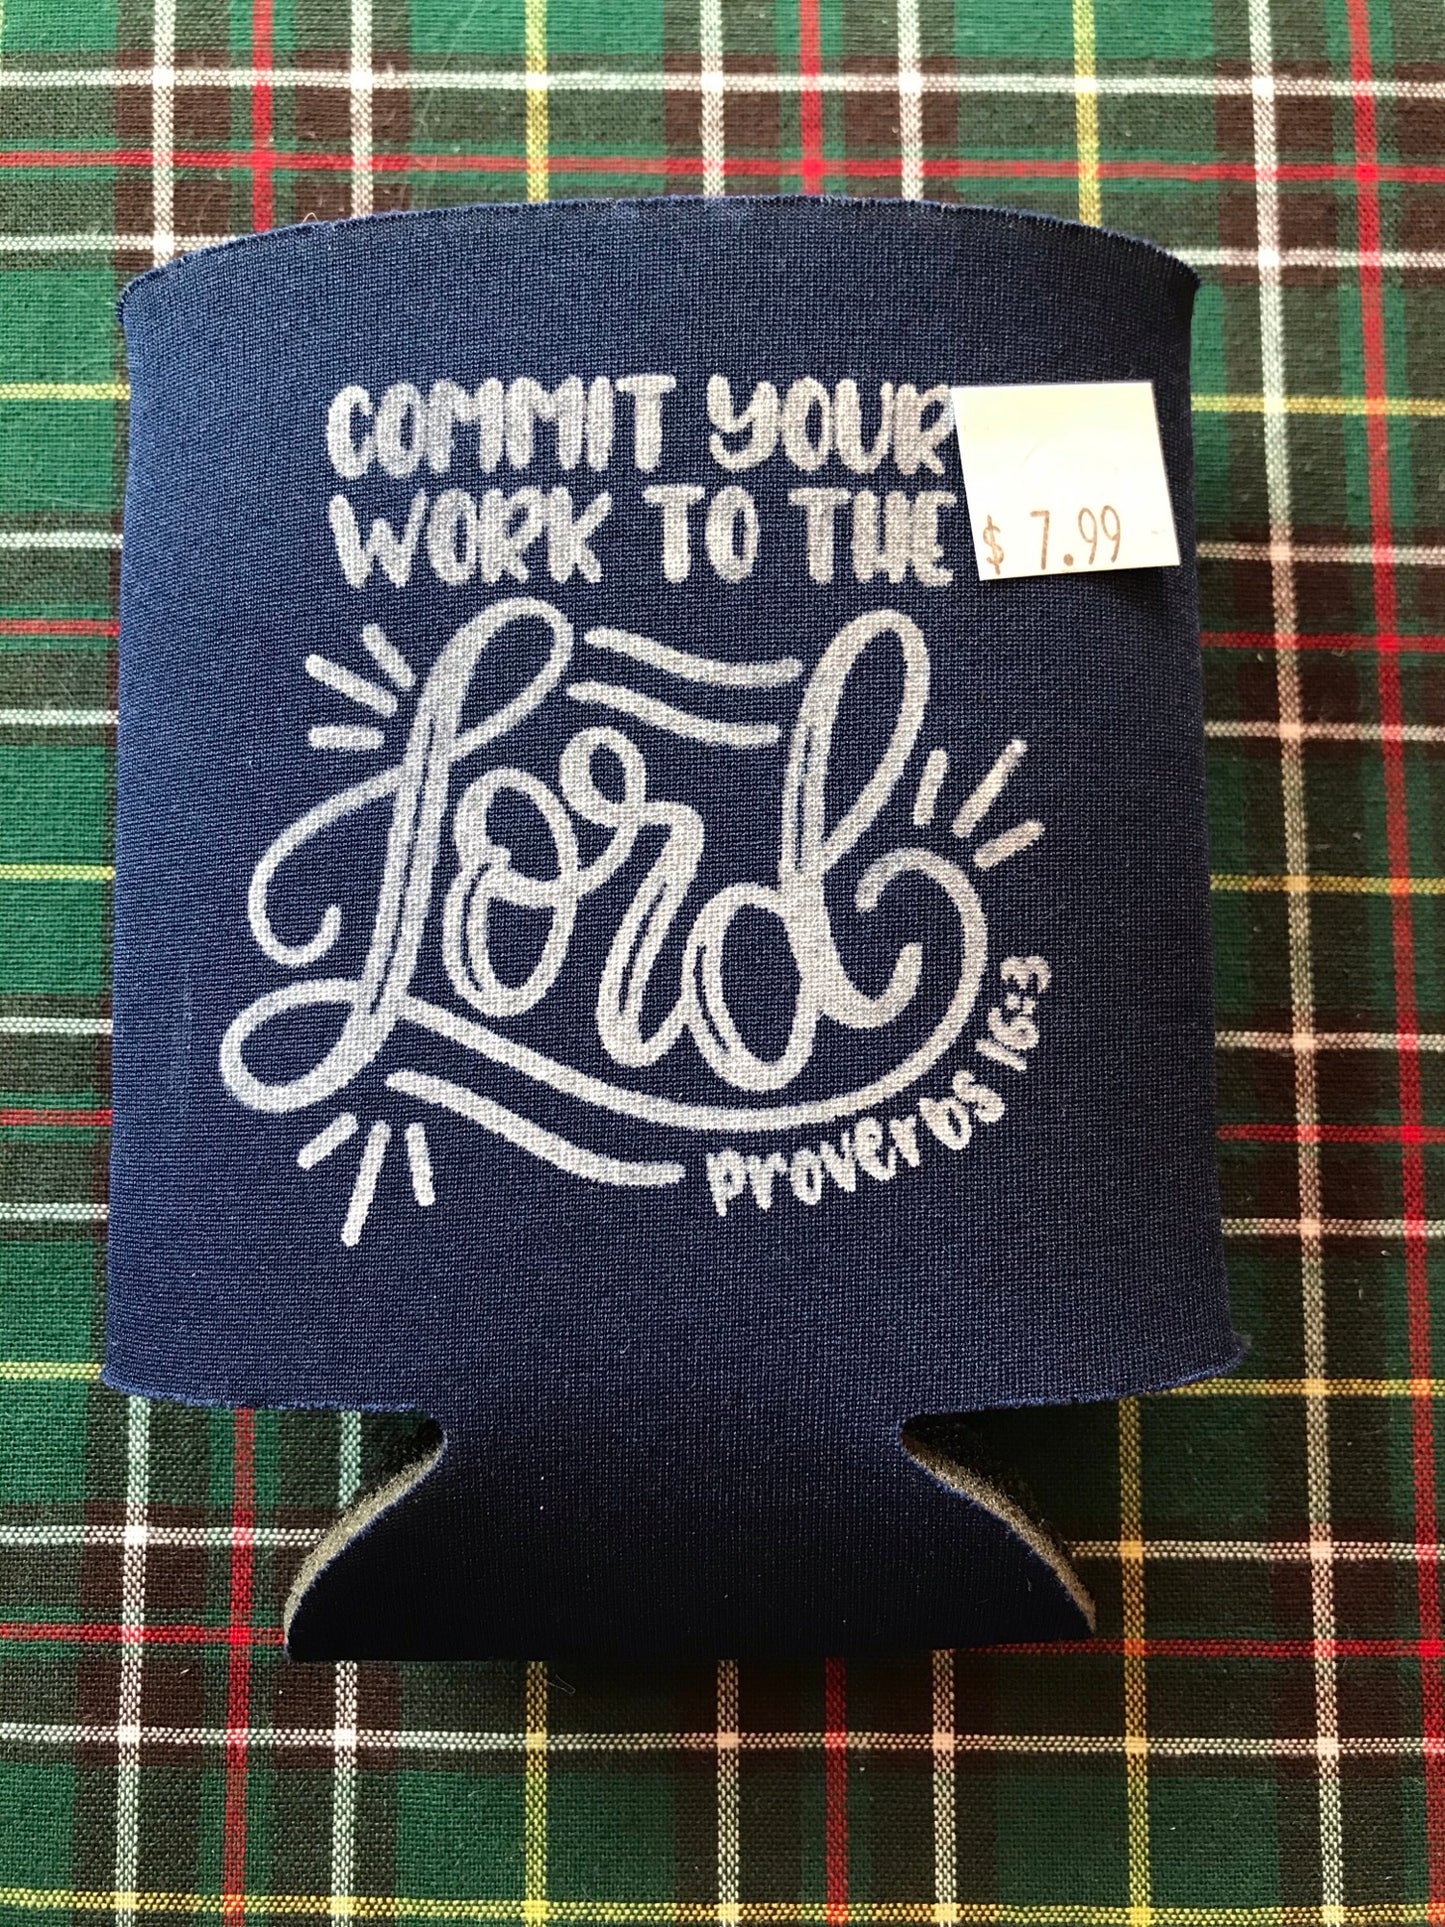 COMMIT YOUR
WORK TO THE
Lord
proverbs 16:3
$ 7.99